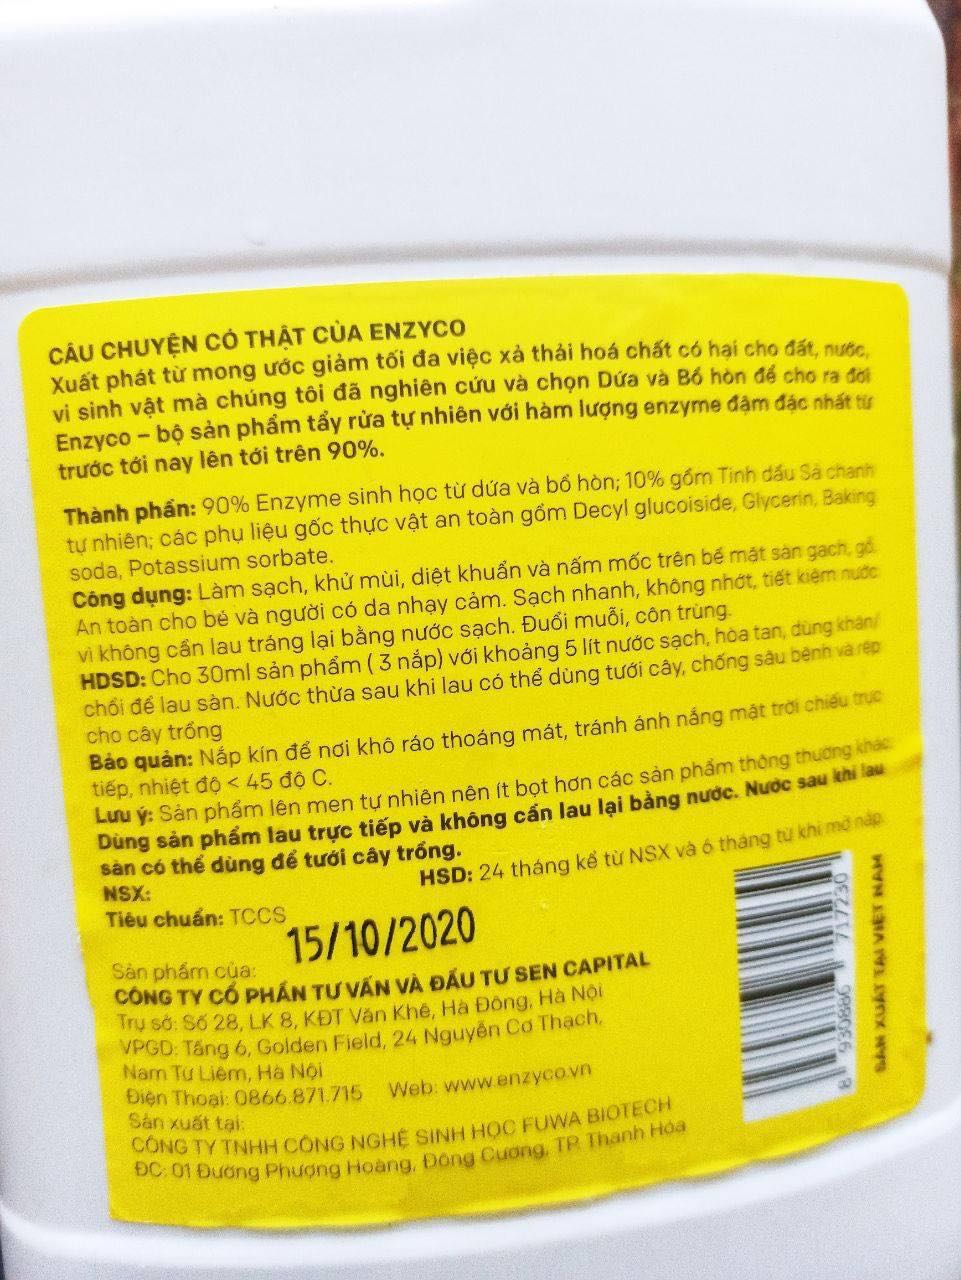 CÂU CHUYỆN CÓ THẬT CỦA ENZYCO
Xuất phát từ mong ước giảm tối đa việc xả thải hoá chất có hại cho đất, nước,
vi sinh vật mà chúng tôi đã nghiên cứu và chọn Dứa và Bồ hòn để cho ra đời
Enzyco – bộ sản phẩm tẩy rửa tự nhiên với hàm lượng enzyme đậm đặc nhất từ
trước tới nay lên tới trên 90%.
Thành phần: 90% Enzyme sinh học từ dứa và bồ hòn; 10% gồm Tinh dầu Sả chanh
tự nhiên; các phụ liệu gốc thực vật an toàn gồm Decyl glucoiside, Glycerin, Baking
soda, Potassium sorbate.
Công dụng: Làm sạch, khử mùi, diệt khuẩn và nấm mốc trên bề mặt sàn gạch, gỗ.
An toàn cho bé và người có da nhạy cảm. Sạch nhanh, không nhớt, tiết kiệm nước
vì không cần lau tráng lại bằng nước sạch. Đuổi muỗi, côn trùng.
HDSD: Cho 30ml sản phẩm ( 3 nắp) với khoảng 5 lít nước sạch, hòa tan, dùng khăn/
chổi để lau sàn. Nước thừa sau khi lau có thể dùng tưới cây, chống sâu bệnh và rệp
cho cây trồng
Bảo quản: Nắp kín để nơi khô ráo thoáng mát, tránh ánh nắng mặt trời chiếu trực
tiếp, nhiệt độ < 45 độ C.
Lưu ý: Sản phẩm lên men tự nhiên nên ít bọt hơn các sản phẩm thông thường khác.
Dùng sản phẩm lau trực tiếp và không cần lau lại bằng nước. Nước sau khi lau
sàn có thể dùng để tưới cây trồng.
NSX: HSD: 24 tháng kể từ NSX và 6 tháng từ khi mở nắp.
Tiêu chuẩn: TCCS
15/10/2020
Sản phẩm của:
CÔNG TY CỔ PHẦN TƯ VẤN VÀ ĐẦU TƯ SEN CAPITAL
Trụ sở: Số 28, LK 8, KĐT Văn Khê, Hà Đông, Hà Nội
VPGD: Tầng 6, Golden Field, 24 Nguyễn Cơ Thạch,
Nam Từ Liêm, Hà Nội
Điện Thoại: 0866.871.715 Web: www.enzyco.vn
Sản xuất tại:
CÔNG TY TNHH CÔNG NGHỆ SINH HỌC FUWA BIOTECH
ĐC: 01 Đường Phượng Hoàng, Đông Cương, TP. Thanh Hóa
8 930886 717230
SẢN XUẤT TẠI VIỆT NAM